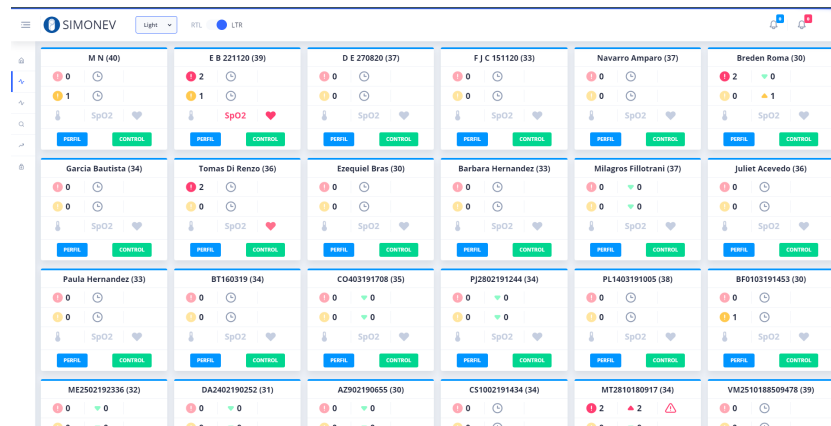 SIMONEV Light RTL LTR 0 0
M N (40) E B 221120 (39) D E 270820 (37) F J C 151120 (33) Navarro Amparo (37) Breden Roma (30)
0 2 0 0 0 2 0
1 1 0 0 0 0 1
SpO2 SpO2 SpO2 SpO2 SpO2 SpO2
PERFIL CONTROL PERFIL CONTROL PERFIL CONTROL PERFIL CONTROL PERFIL CONTROL PERFIL CONTROL
Garcia Bautista (34) Tomas Di Renzo (36) Ezequiel Bras (30) Barbara Hernandez (33) Milagros Fillotrani (37) Juliet Acevedo (36)
0 2 0 0 0 0 0
0 0 0 0 0 0 0
SpO2 SpO2 SpO2 SpO2 SpO2 SpO2
PERFIL CONTROL PERFIL CONTROL PERFIL CONTROL PERFIL CONTROL PERFIL CONTROL PERFIL CONTROL
Paula Hernandez (33) BT160319 (34) CO403191708 (35) PJ2802191244 (34) PL1403191005 (38) BF0103191453 (30)
0 0 0 0 0 0 0 0
0 0 0 0 0 0 0 1
SpO2 SpO2 SpO2 SpO2 SpO2 SpO2
PERFIL CONTROL PERFIL CONTROL PERFIL CONTROL PERFIL CONTROL PERFIL CONTROL PERFIL CONTROL
ME2502192336 (32) DA2402190252 (31) AZ902190655 (30) CS1002191434 (34) MT2810180917 (34) VM2510188509478 (39)
0 0 0 0 0 0 0 2 2 0